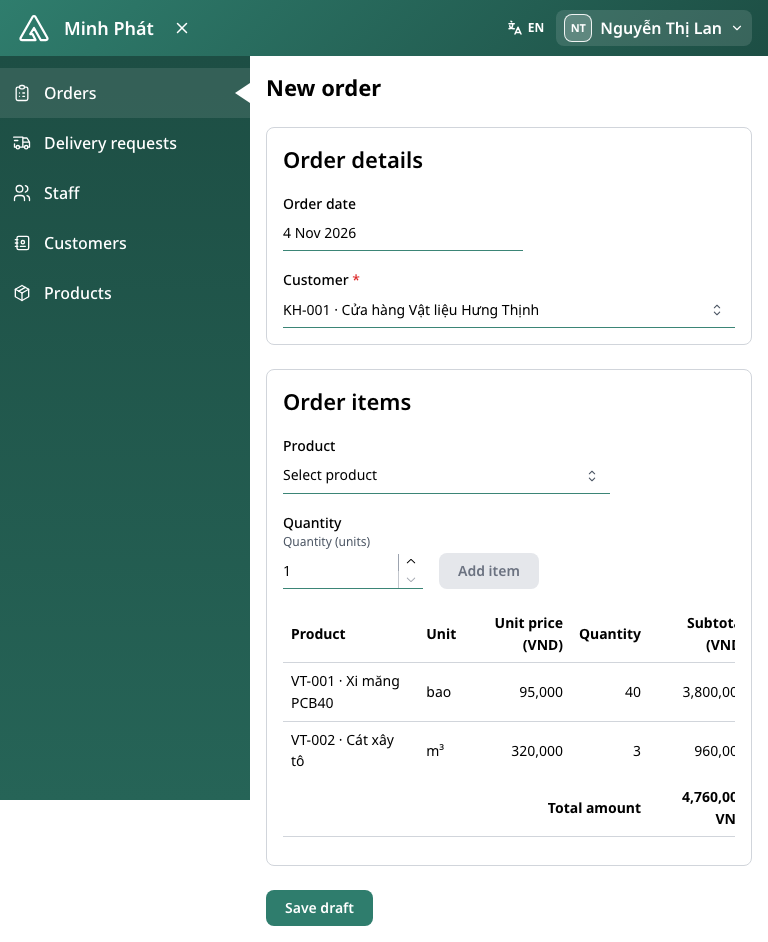 Minh Phát
EN
NT
Nguyễn Thị Lan
Orders
Delivery requests
Staff
Customers
Products
New order
Order details
Order date
4 Nov 2026
Customer *
KH-001 · Cửa hàng Vật liệu Hưng Thịnh
Order items
Product
Select product
Quantity
Quantity (units)
1
Add item
Product Unit Unit price (VND) Quantity
VT-001 · Xi măng PCB40 bao 95,000 40
VT-002 · Cát xây tô m³ 320,000 3
Total amount
Save draft